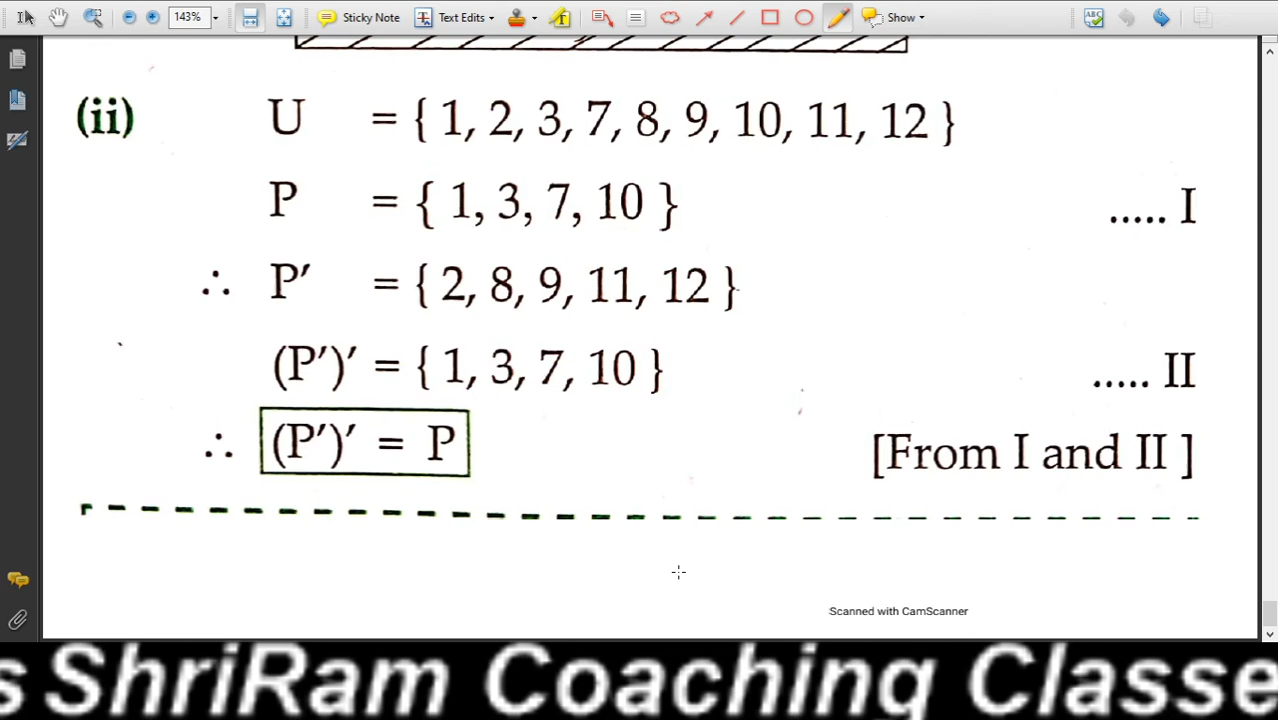 143% Sticky Note Text Edits Show
(ii) U = { 1, 2, 3, 7, 8, 9, 10, 11, 12 }
P = { 1, 3, 7, 10 } ..... I
∴ P′ = { 2, 8, 9, 11, 12 }
(P′)′ = { 1, 3, 7, 10 } ..... II
∴ (P′)′ = P [From I and II ]
Scanned with CamScanner
s ShriRam Coaching Classe